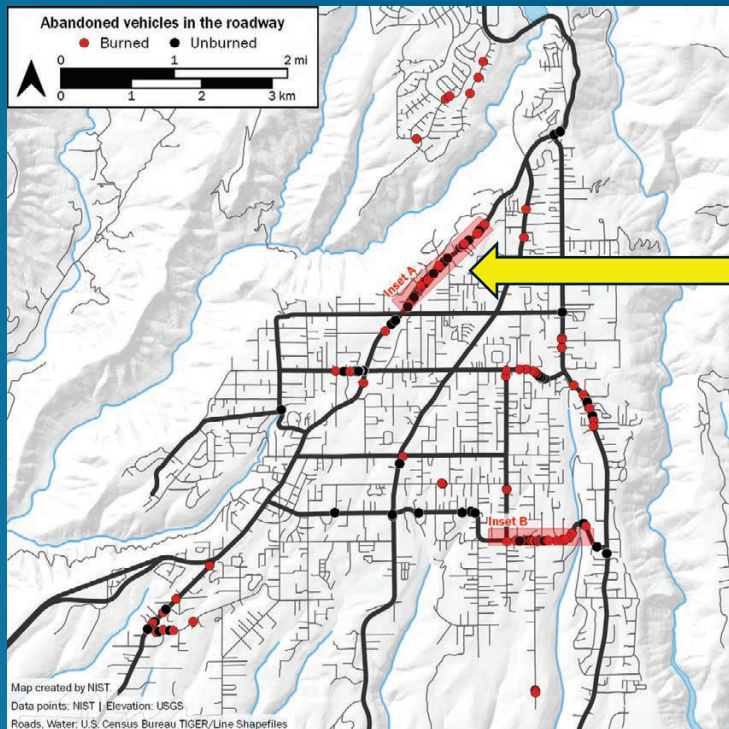 Abandoned vehicles in the roadway
Burned Unburned
0 1 2 mi
0 1 2 3 km
Inset A
Inset B
Map created by NIST.
Data points: NIST | Elevation: USGS
Roads, Water: U.S. Census Bureau TIGER/Line Shapefiles